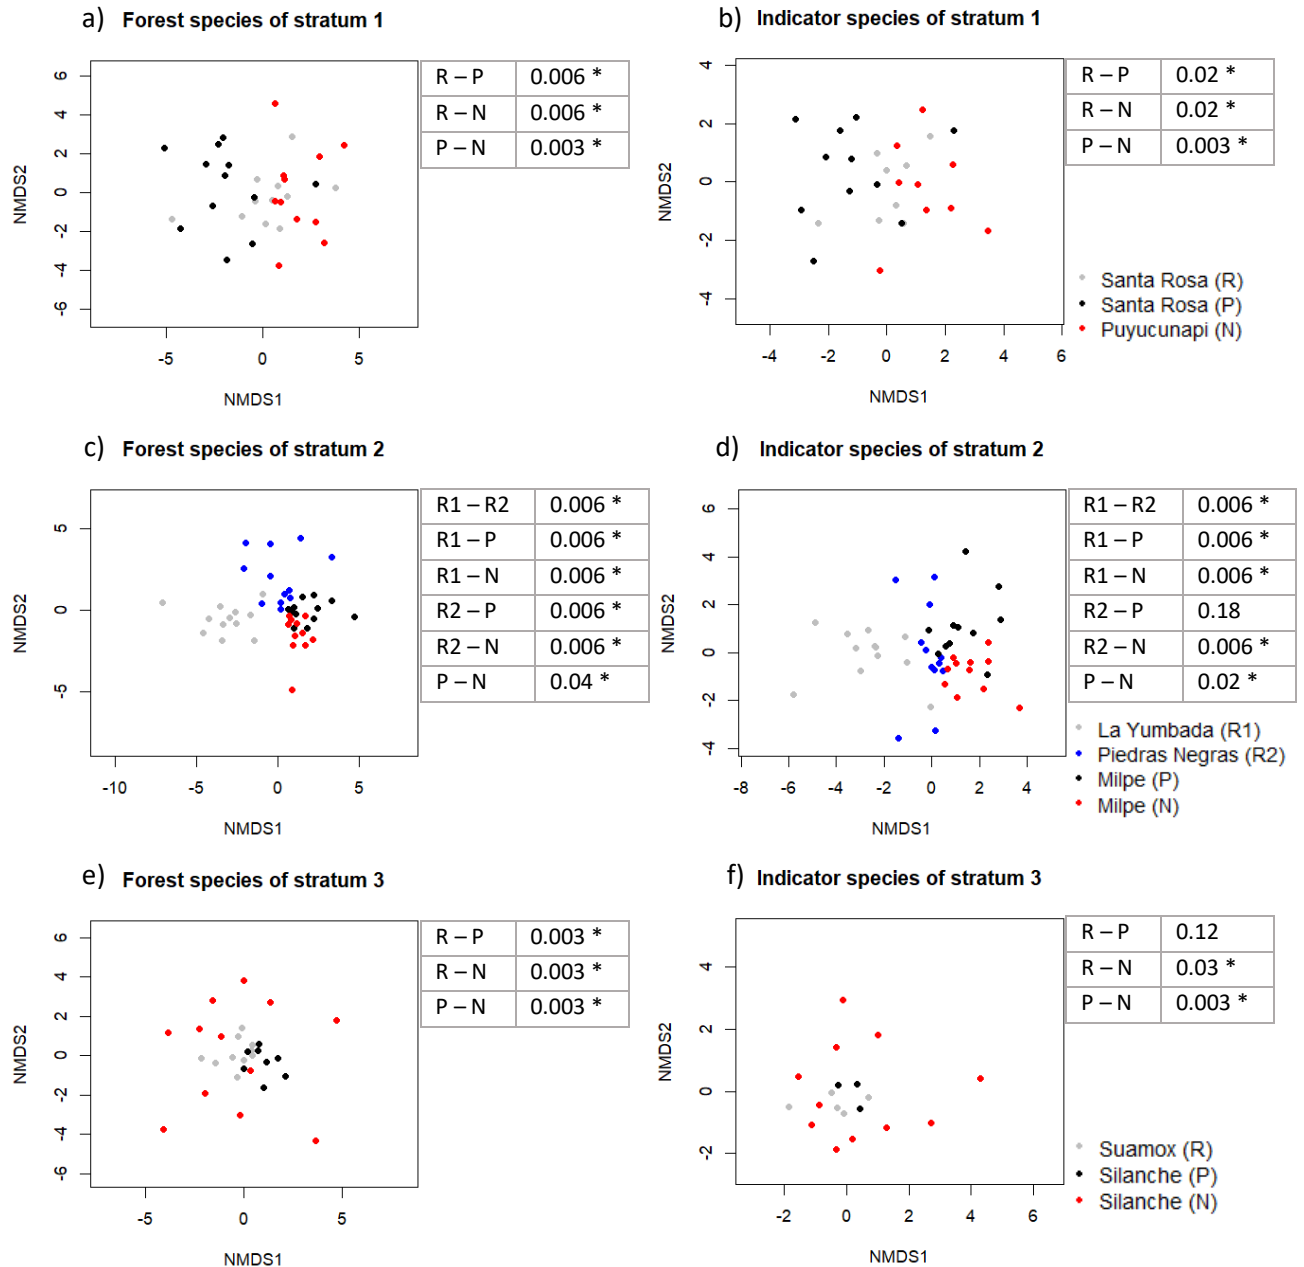 a) Forest species of stratum 1
R – P 0.006 *
R – N 0.006 *
P – N 0.003 *
6
4
2
0
-2
-4
-6
NMDS2
-5 0 5
NMDS1
b) Indicator species of stratum 1
R – P 0.02 *
R – N 0.02 *
P – N 0.003 *
4
2
0
-2
-4
NMDS2
-4 -2 0 2 4 6
NMDS1
Santa Rosa (R)
Santa Rosa (P)
Puyucunapi (N)
c) Forest species of stratum 2
R1 – R2 0.006 *
R1 – P 0.006 *
R1 – N 0.006 *
R2 – P 0.006 *
R2 – N 0.006 *
P – N 0.04 *
5
0
-5
NMDS2
-10 -5 0 5
NMDS1
d) Indicator species of stratum 2
R1 – R2 0.006 *
R1 – P 0.006 *
R1 – N 0.006 *
R2 – P 0.18
R2 – N 0.006 *
P – N 0.02 *
6
4
2
0
-2
-4
NMDS2
-8 -6 -4 -2 0 2 4
NMDS1
La Yumbada (R1)
Piedras Negras (R2)
Milpe (P)
Milpe (N)
e) Forest species of stratum 3
R – P 0.003 *
R – N 0.003 *
P – N 0.003 *
6
4
2
0
-2
-4
-6
NMDS2
-5 0 5
NMDS1
f) Indicator species of stratum 3
R – P 0.12
R – N 0.03 *
P – N 0.003 *
4
2
0
-2
NMDS2
-2 0 2 4 6
NMDS1
Suamox (R)
Silanche (P)
Silanche (N)